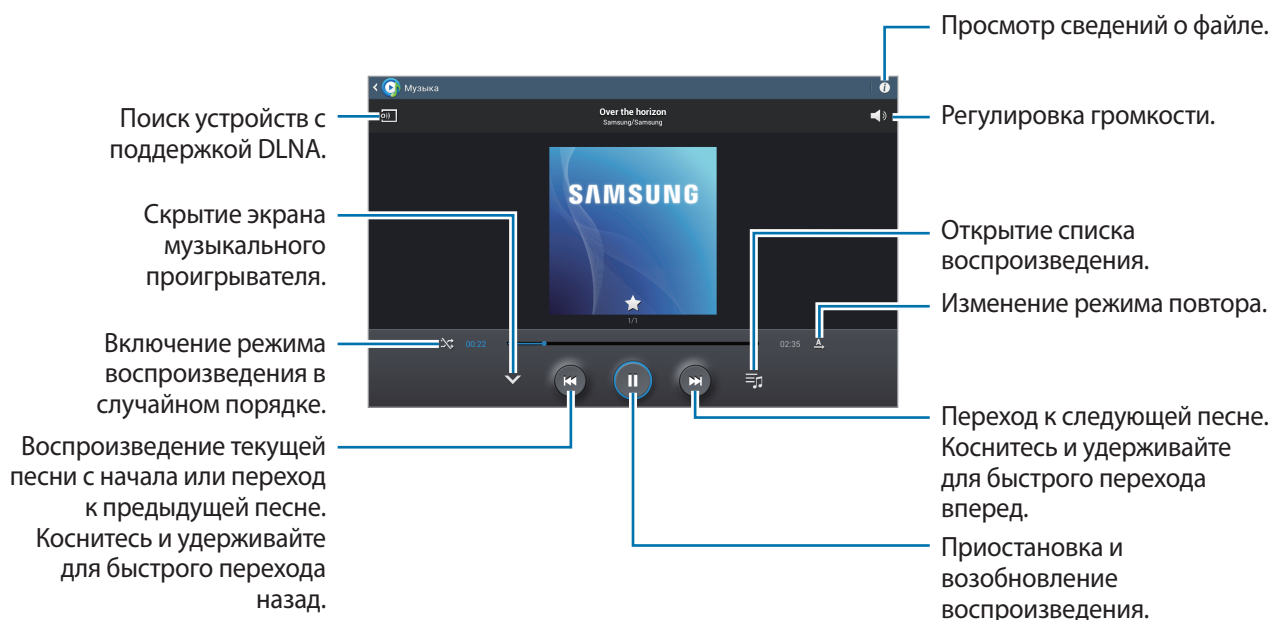 Просмотр сведений о файле.
Музыка
Поиск устройств с
поддержкой DLNA.
Over the horizon
Samsung/Samsung
Регулировка громкости.
SAMSUNG
Скрытие экрана
музыкального
проигрывателя.
Открытие списка
воспроизведения.
1/1
Изменение режима повтора.
Включение режима
воспроизведения в
случайном порядке.
00:22
02:35
A
Воспроизведение текущей
песни с начала или переход
к предыдущей песне.
Коснитесь и удерживайте
для быстрого перехода
назад.
Переход к следующей песне.
Коснитесь и удерживайте
для быстрого перехода
вперед.
Приостановка и
возобновление
воспроизведения.